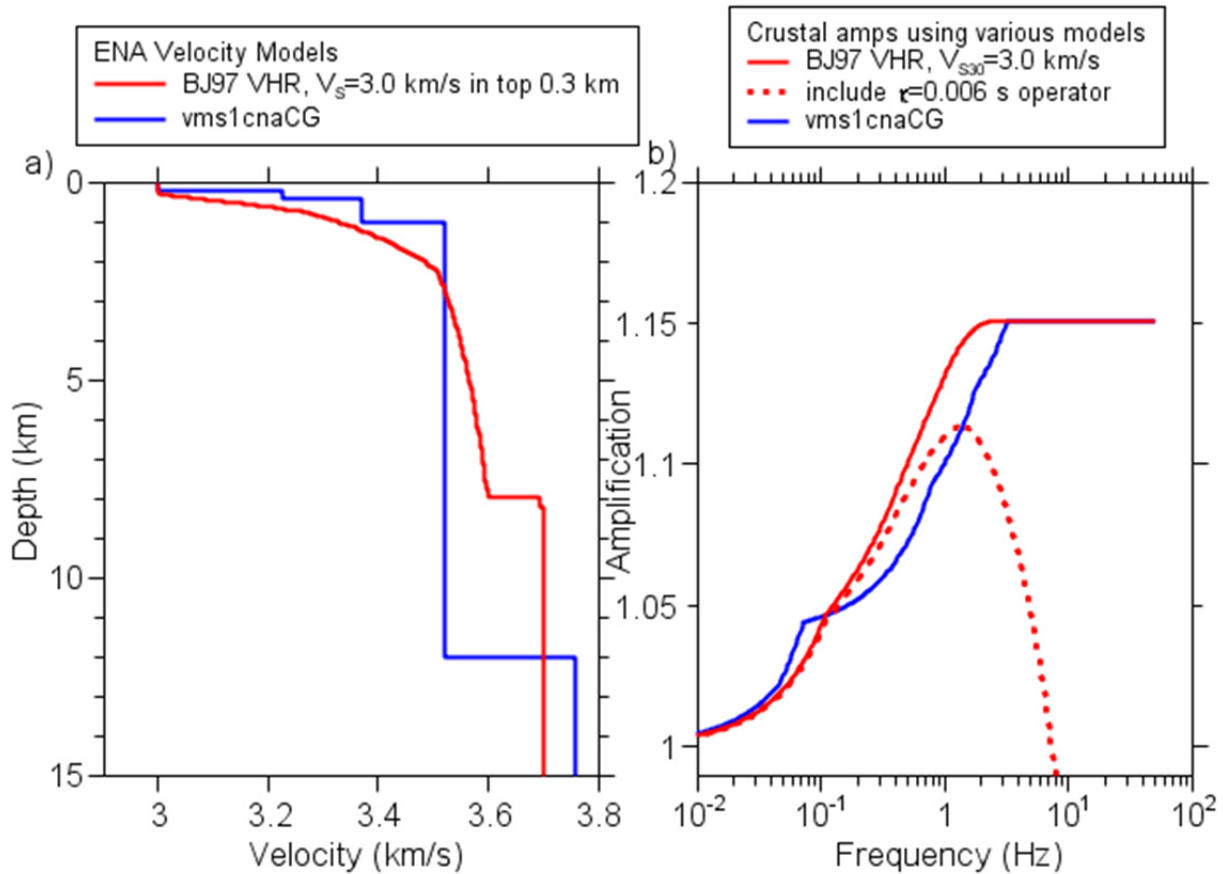 ENA Velocity Models
BJ97 VHR, VS=3.0 km/s in top 0.3 km
vms1cnaCG
Crustal amps using various models
BJ97 VHR, VS30=3.0 km/s
include κ=0.006 s operator
vms1cnaCG
a)
0
5
10
15
Depth (km)
3
3.2
3.4
3.6
3.8
Velocity (km/s)
b)
1.2
1.15
1.1
1.05
1
Amplification
10-2
10-1
1
101
102
Frequency (Hz)